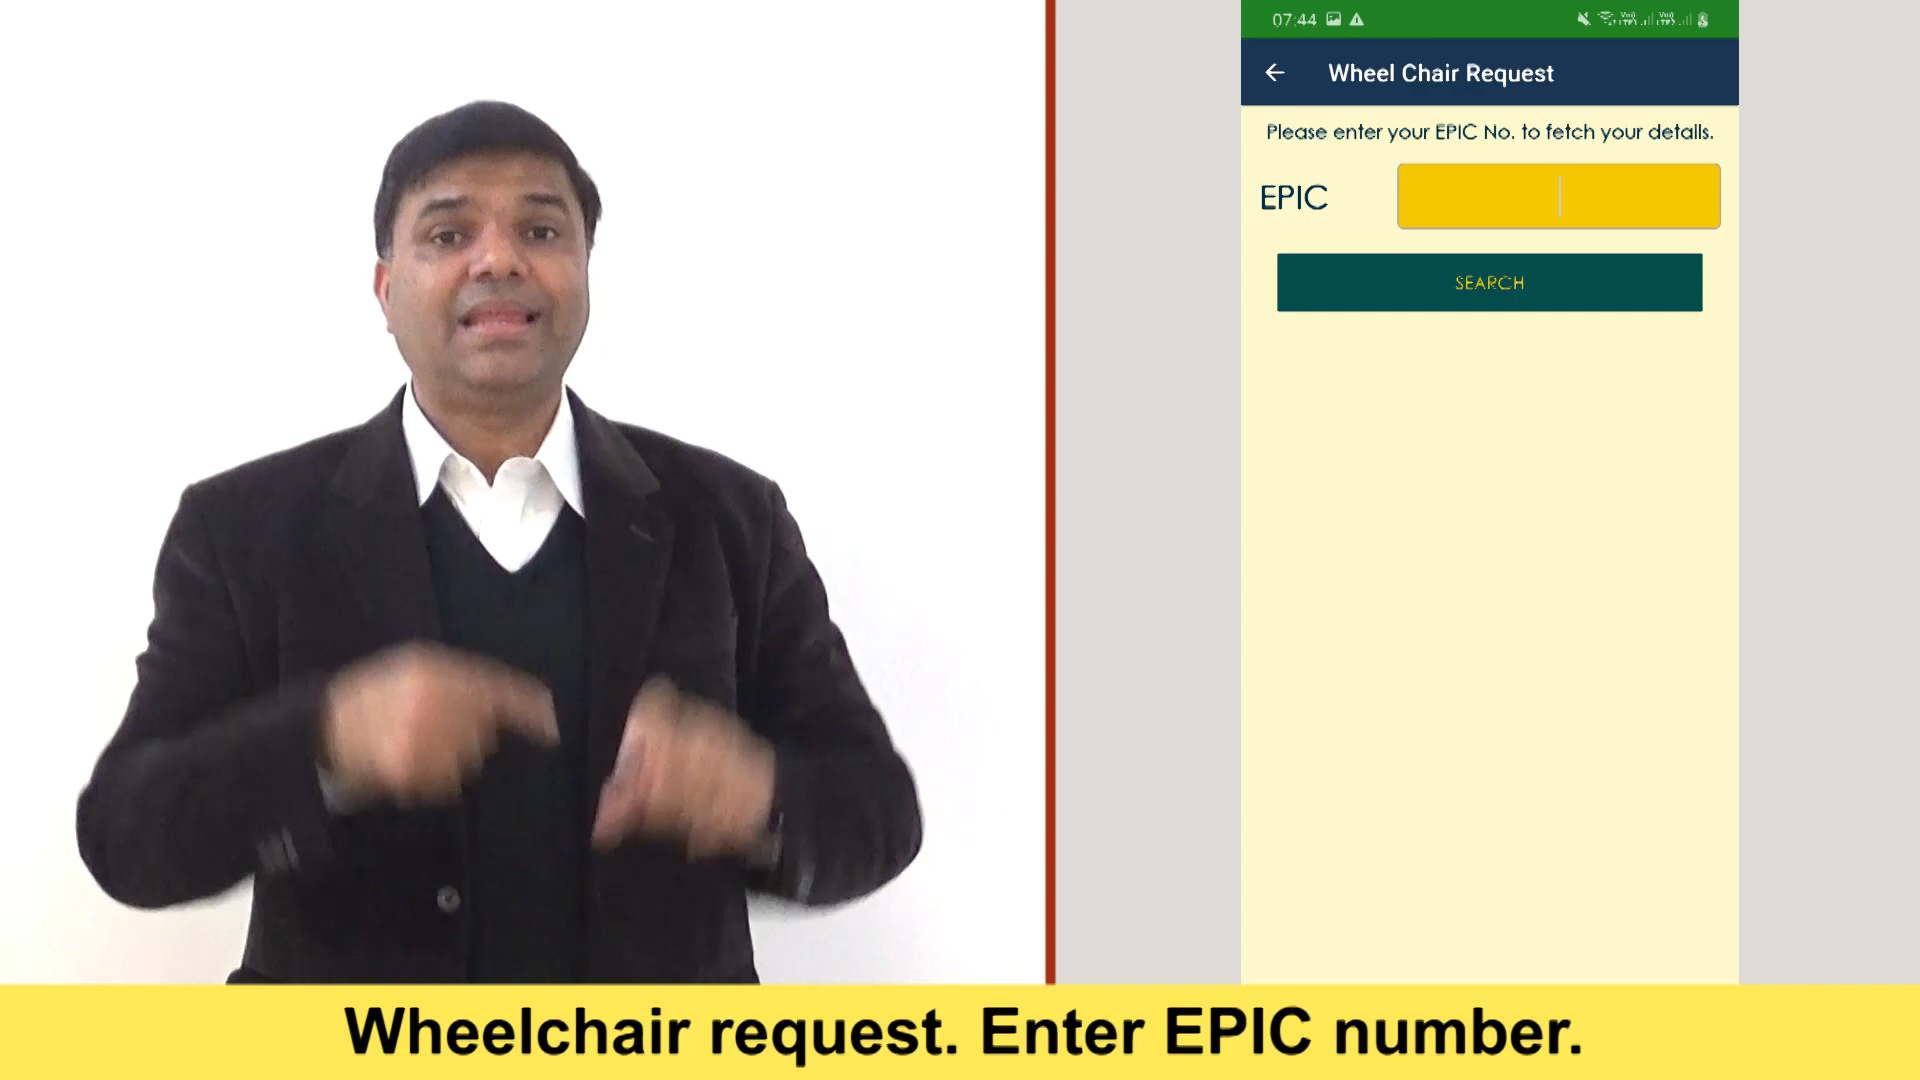 07:44
Wheel Chair Request
Please enter your EPIC No. to fetch your details.
EPIC
SEARCH
Wheelchair request. Enter EPIC number.